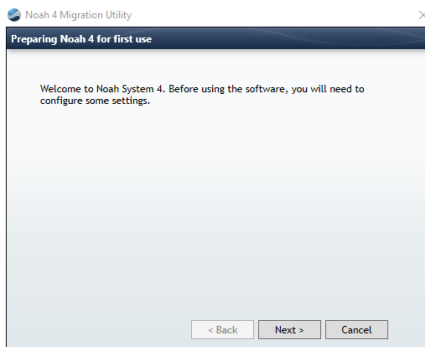 Noah 4 Migration Utility
Preparing Noah 4 for first use
Welcome to Noah System 4. Before using the software, you will need to
configure some settings.
< Back Next > Cancel